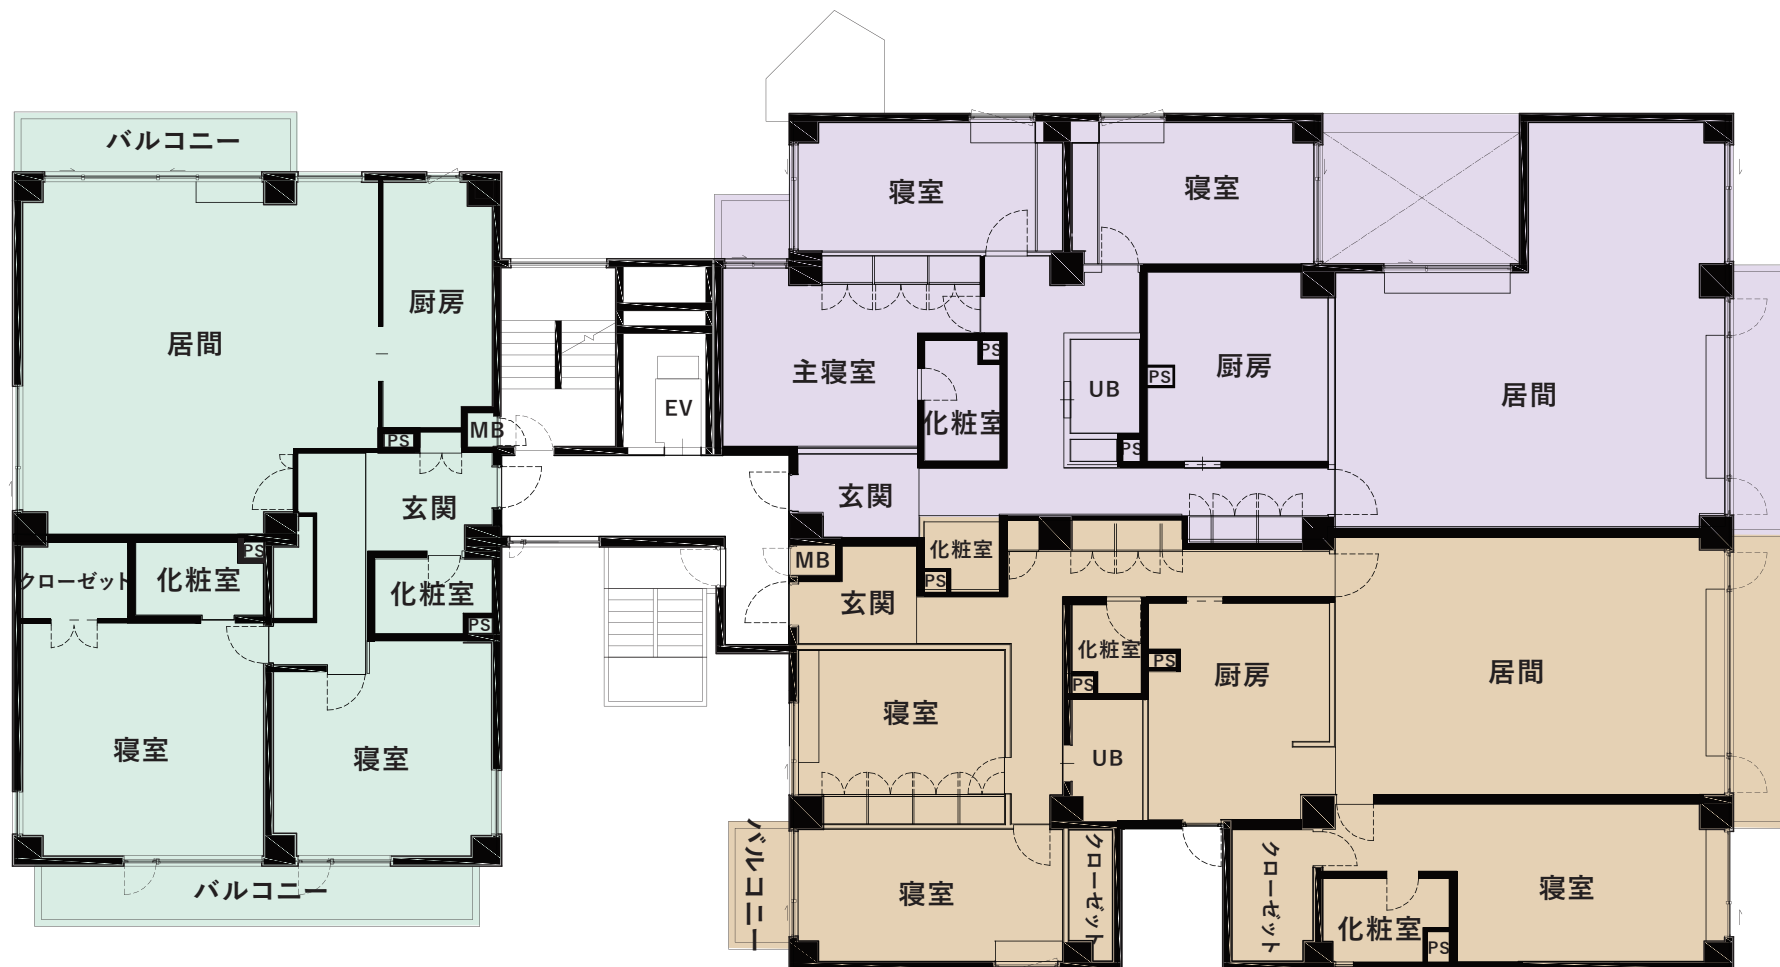 バルコニー
居間
厨房
MB
PS
玄関
クローゼット
化粧室
PS
化粧室
PS
寝室
寝室
バルコニー
EV
寝室
寝室
主寝室
PS
化粧室
UB
PS
PS
厨房
居間
玄関
MB
化粧室
PS
玄関
化粧室
PS
PS
厨房
居間
寝室
UB
バルコニー
寝室
クローゼット
クローゼット
化粧室
PS
寝室